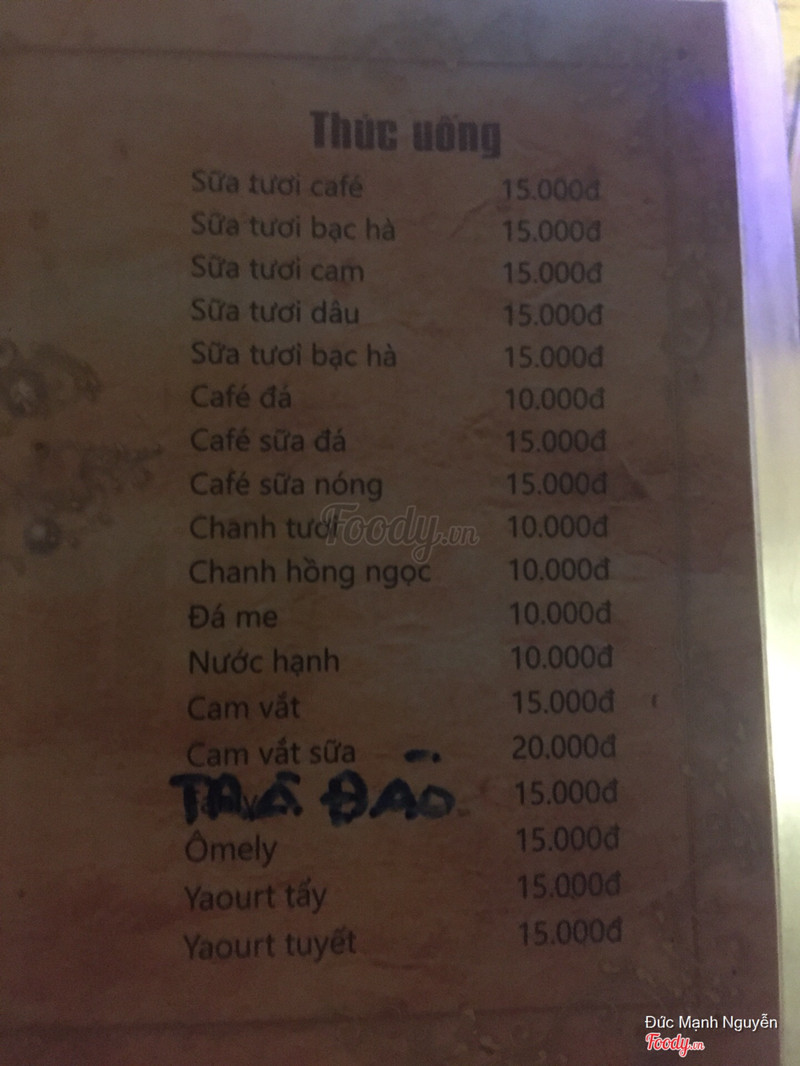 Thức uống
Sữa tươi café 15.000đ
Sữa tươi bạc hà 15.000đ
Sữa tươi cam 15.000đ
Sữa tươi dâu 15.000đ
Sữa tươi bạc hà 15.000đ
Café đá 10.000đ
Café sữa đá 15.000đ
Café sữa nóng 15.000đ
Chanh tươi 10.000đ
Foody.vn
Chanh hồng ngọc 10.000đ
Đá me 10.000đ
Nước hạnh 10.000đ
Cam vắt 15.000đ
Cam vắt sữa 20.000đ
TRÀ ĐÀO 15.000đ
Ômely 15.000đ
Yaourt tẩy 15.000đ
Yaourt tuyết 15.000đ
Đức Mạnh Nguyễn
Foody.vn